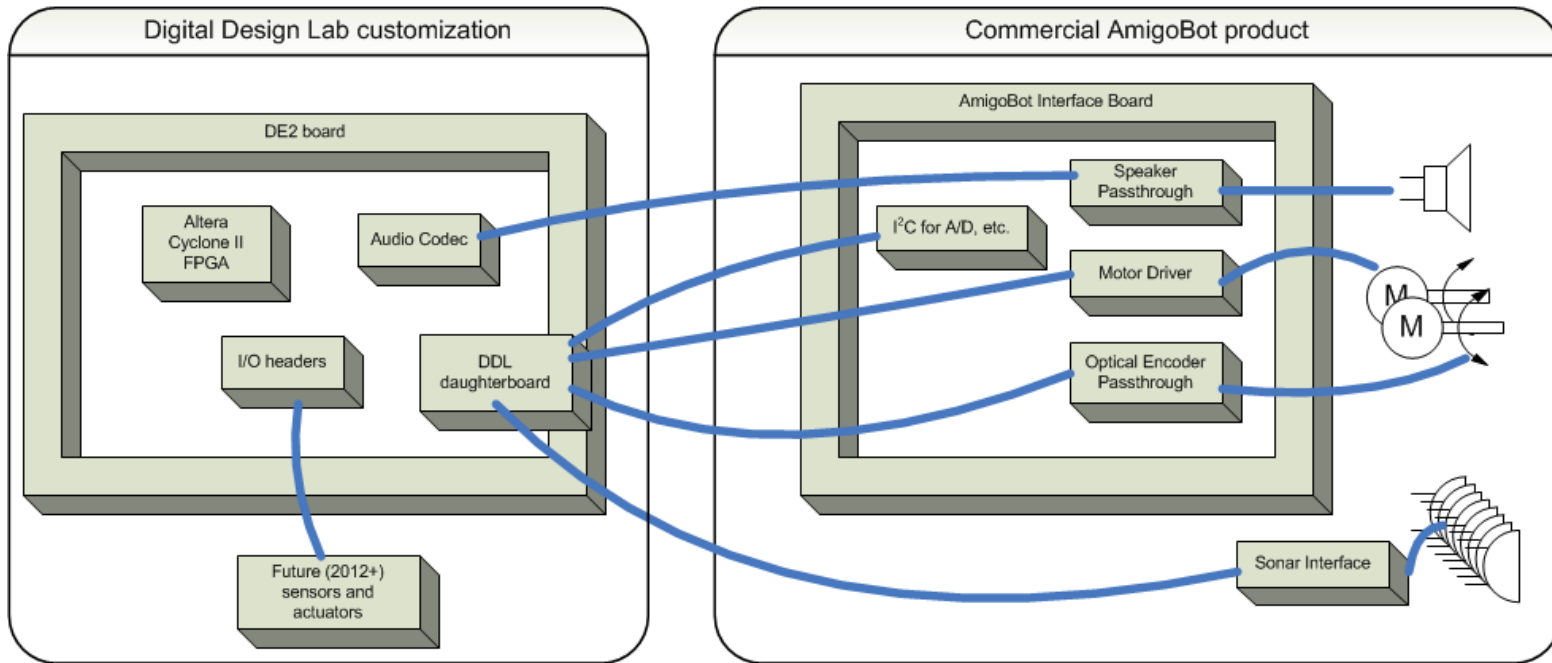 Digital Design Lab customization
DE2 board
Altera
Cyclone II
FPGA
Audio Codec
I/O headers
DDL
daughterboard
Future (2012+)
sensors and
actuators
Commercial AmigoBot product
AmigoBot Interface Board
Speaker
Passthrough
I²C for A/D, etc.
Motor Driver
Optical Encoder
Passthrough
M
M
Sonar Interface